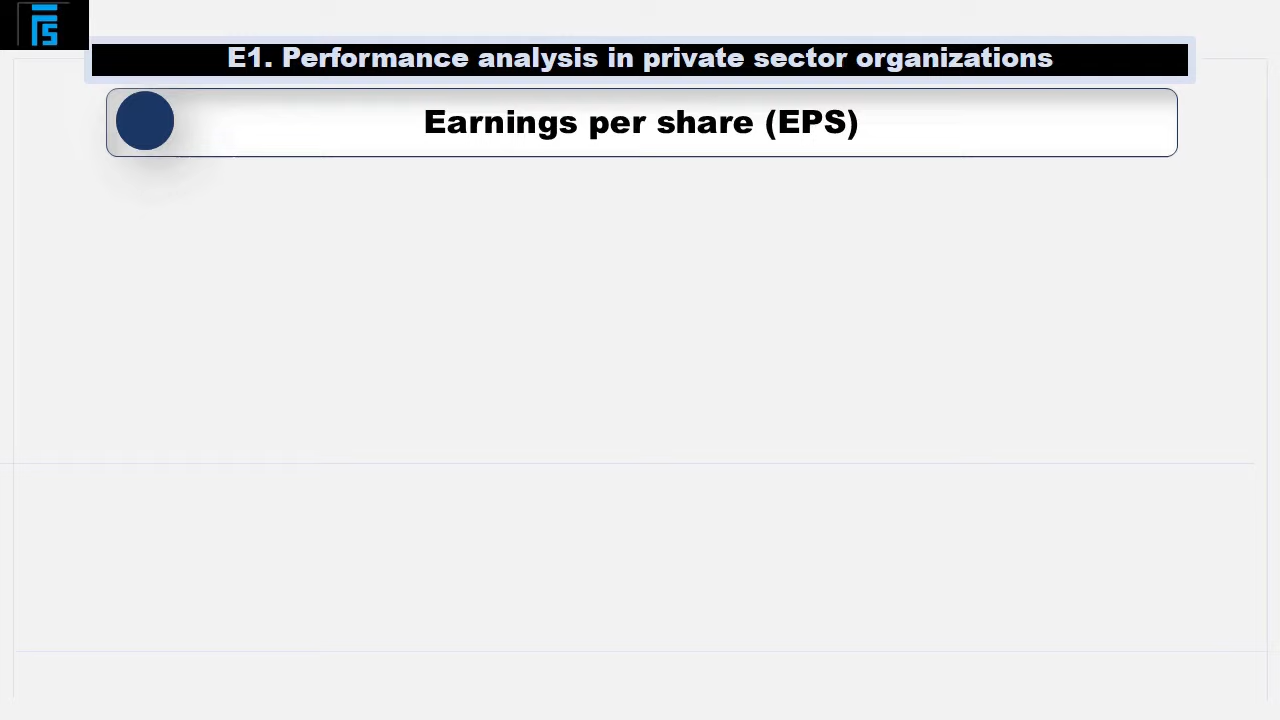 E1. Performance analysis in private sector organizations
Earnings per share (EPS)